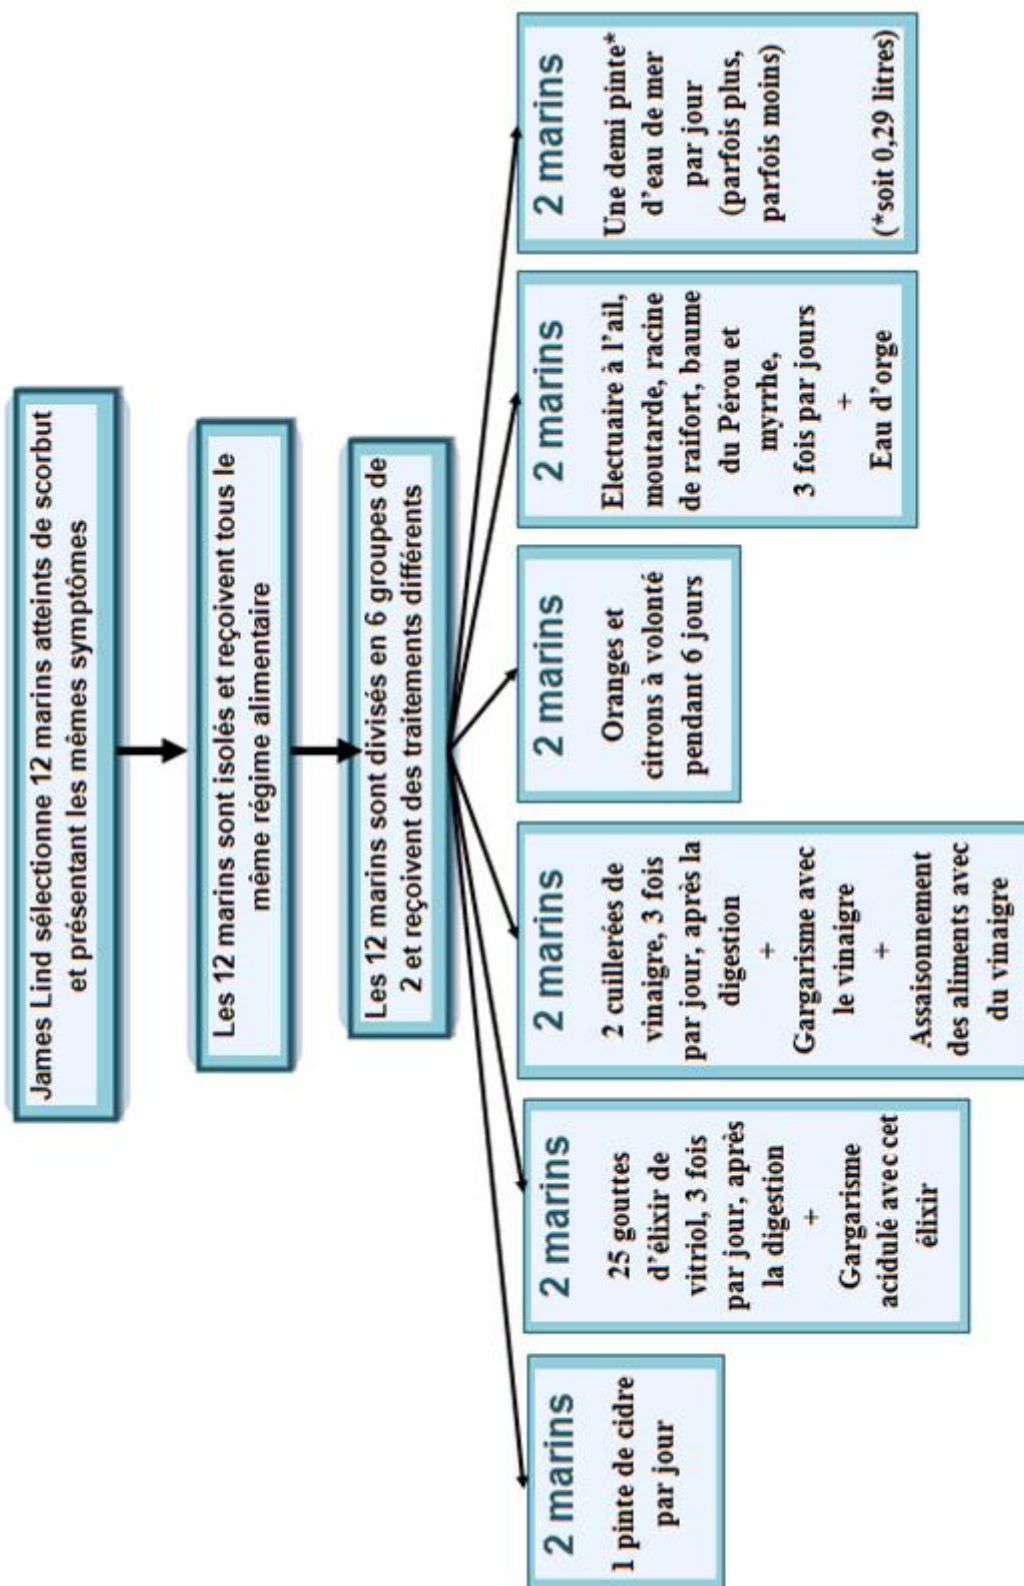 James Lind sélectionne 12 marins atteints de scorbut
et présentant les mêmes symptômes
Les 12 marins sont isolés et reçoivent tous le
même régime alimentaire
Les 12 marins sont divisés en 6 groupes de
2 et reçoivent des traitements différents
2 marins
1 pinte de cidre
par jour
2 marins
25 gouttes
d'élixir de
vitriol, 3 fois
par jour, après
la digestion
+
Gargarisme
acidulé avec cet
élixir
2 marins
2 cuillerées de
vinaigre, 3 fois
par jour, après la
digestion
+
Gargarisme avec
le vinaigre
+
Assaisonnement
des aliments avec
du vinaigre
2 marins
Oranges et
citrons à volonté
pendant 6 jours
2 marins
Electuaire à l'ail,
moutarde, racine
de raifort, baume
du Pérou et
myrrhe,
3 fois par jours
+
Eau d'orge
2 marins
Une demi pinte*
d'eau de mer
par jour
(parfois plus,
parfois moins)
(*soit 0,29 litres)